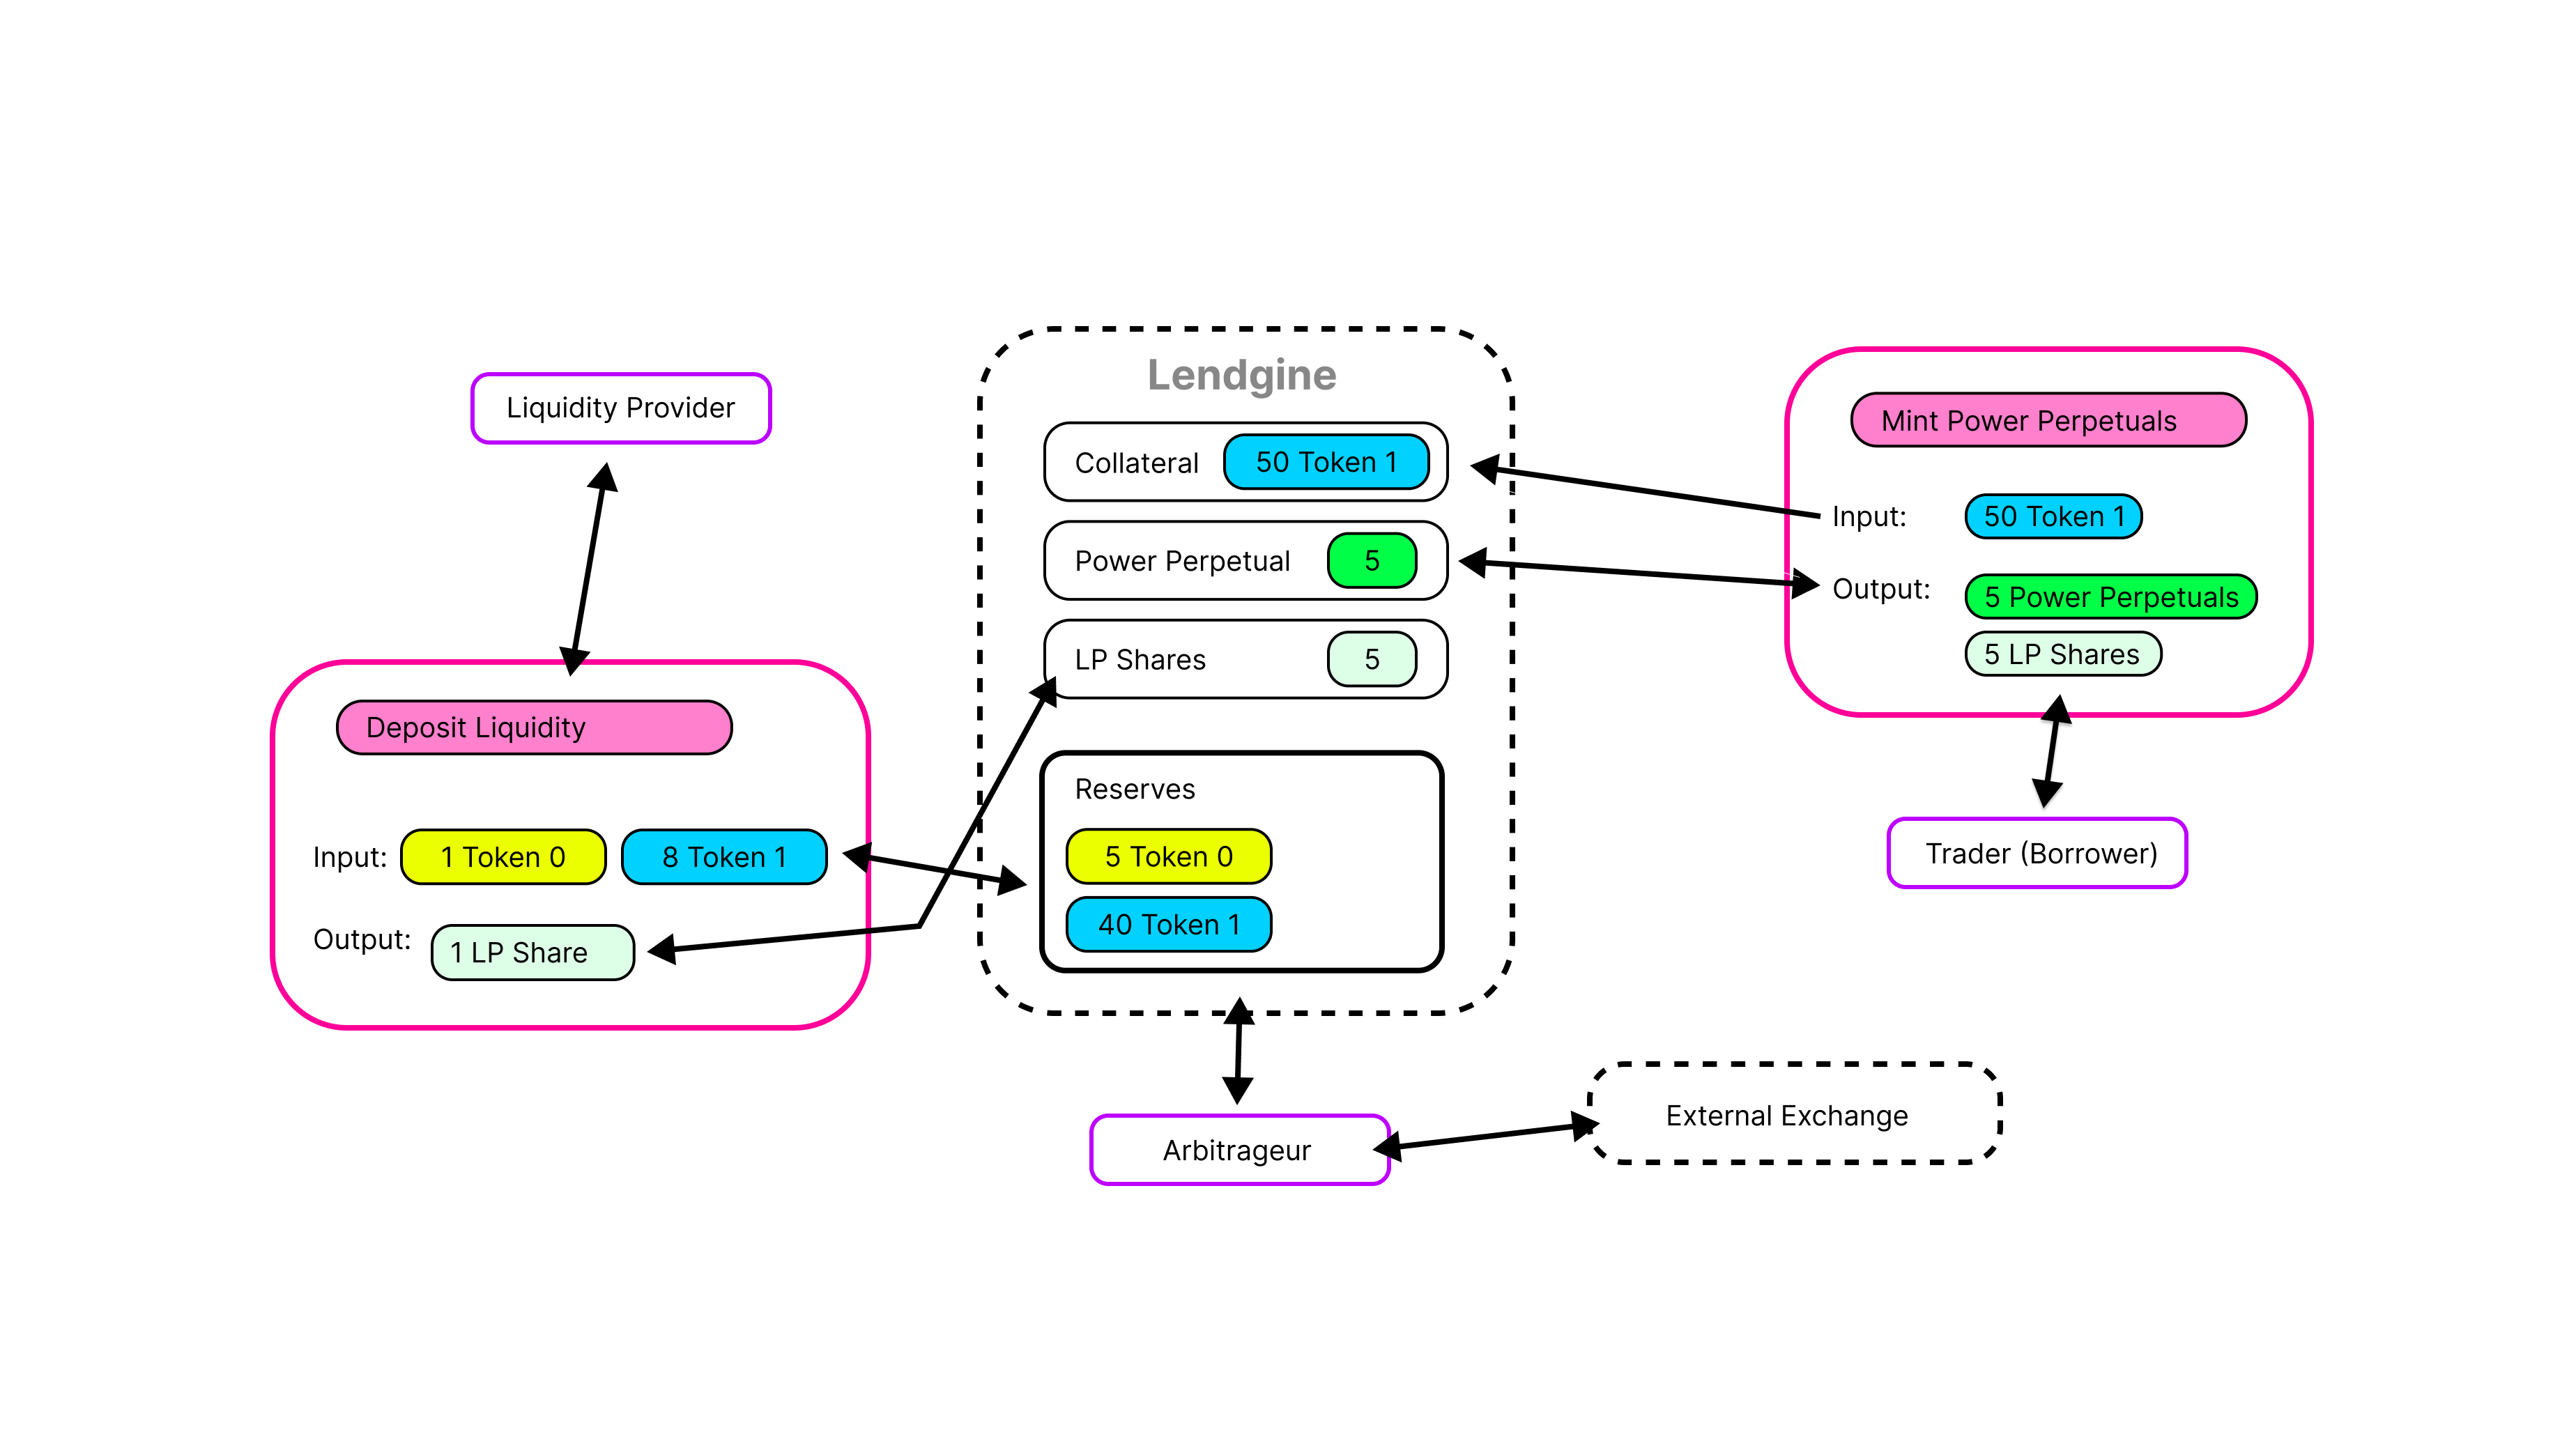 Liquidity Provider
Deposit Liquidity
Input: 1 Token 0 8 Token 1
Output: 1 LP Share
Lendgine
Collateral 50 Token 1
Power Perpetual 5
LP Shares 5
Reserves
5 Token 0
40 Token 1
Mint Power Perpetuals
Input: 50 Token 1
Output: 5 Power Perpetuals
5 LP Shares
Trader (Borrower)
Arbitrageur
External Exchange